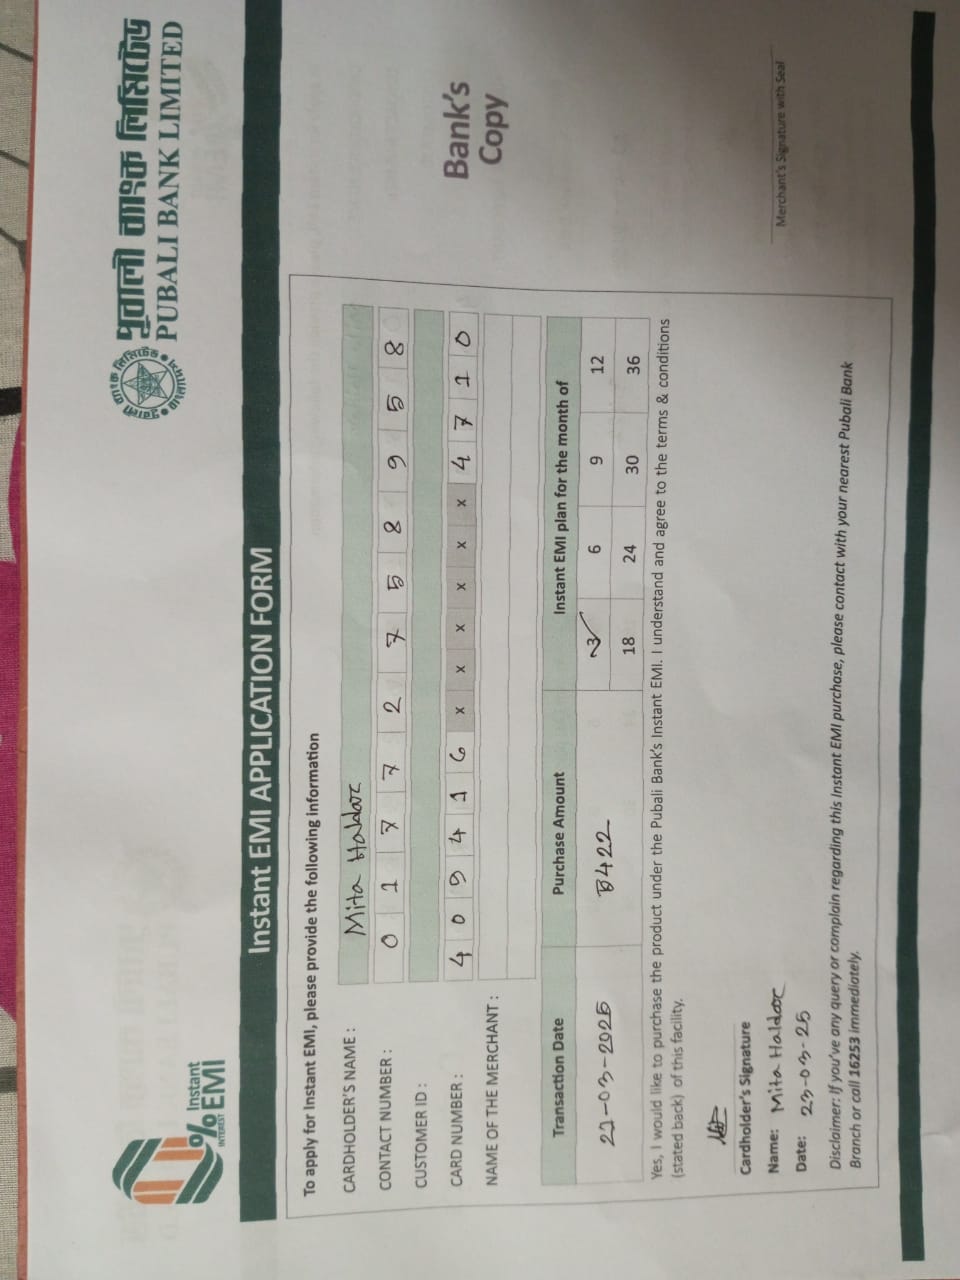 Instant
0% EMI
INTEREST
পূবালী ব্যাংক লিমিটেড
PUBALI BANK LIMITED
Instant EMI APPLICATION FORM
To apply for Instant EMI, please provide the following information
CARDHOLDER'S NAME : Mita Haldar
CONTACT NUMBER : 0 1 7 7 2 7 5 8 9 5 8
CUSTOMER ID :
CARD NUMBER : 4 0 9 4 1 6 x x x x x x 4 7 1 0
NAME OF THE MERCHANT :
Bank's
Copy
Transaction Date Purchase Amount Instant EMI plan for the month of
-03-2025 8422 3 ✓ 6 9 12
18 24 30 36
Yes, I would like to purchase the product under the Pubali Bank's Instant EMI. I understand and agree to the terms & conditions
(stated back) of this facility.
Cardholder's Signature
Name: Mita Haldar
Date: 23-03-25
Merchant's Signature with Seal
Disclaimer: If you've any query or complain regarding this Instant EMI purchase, please contact with your nearest Pubali Bank
Branch or call 16253 immediately.